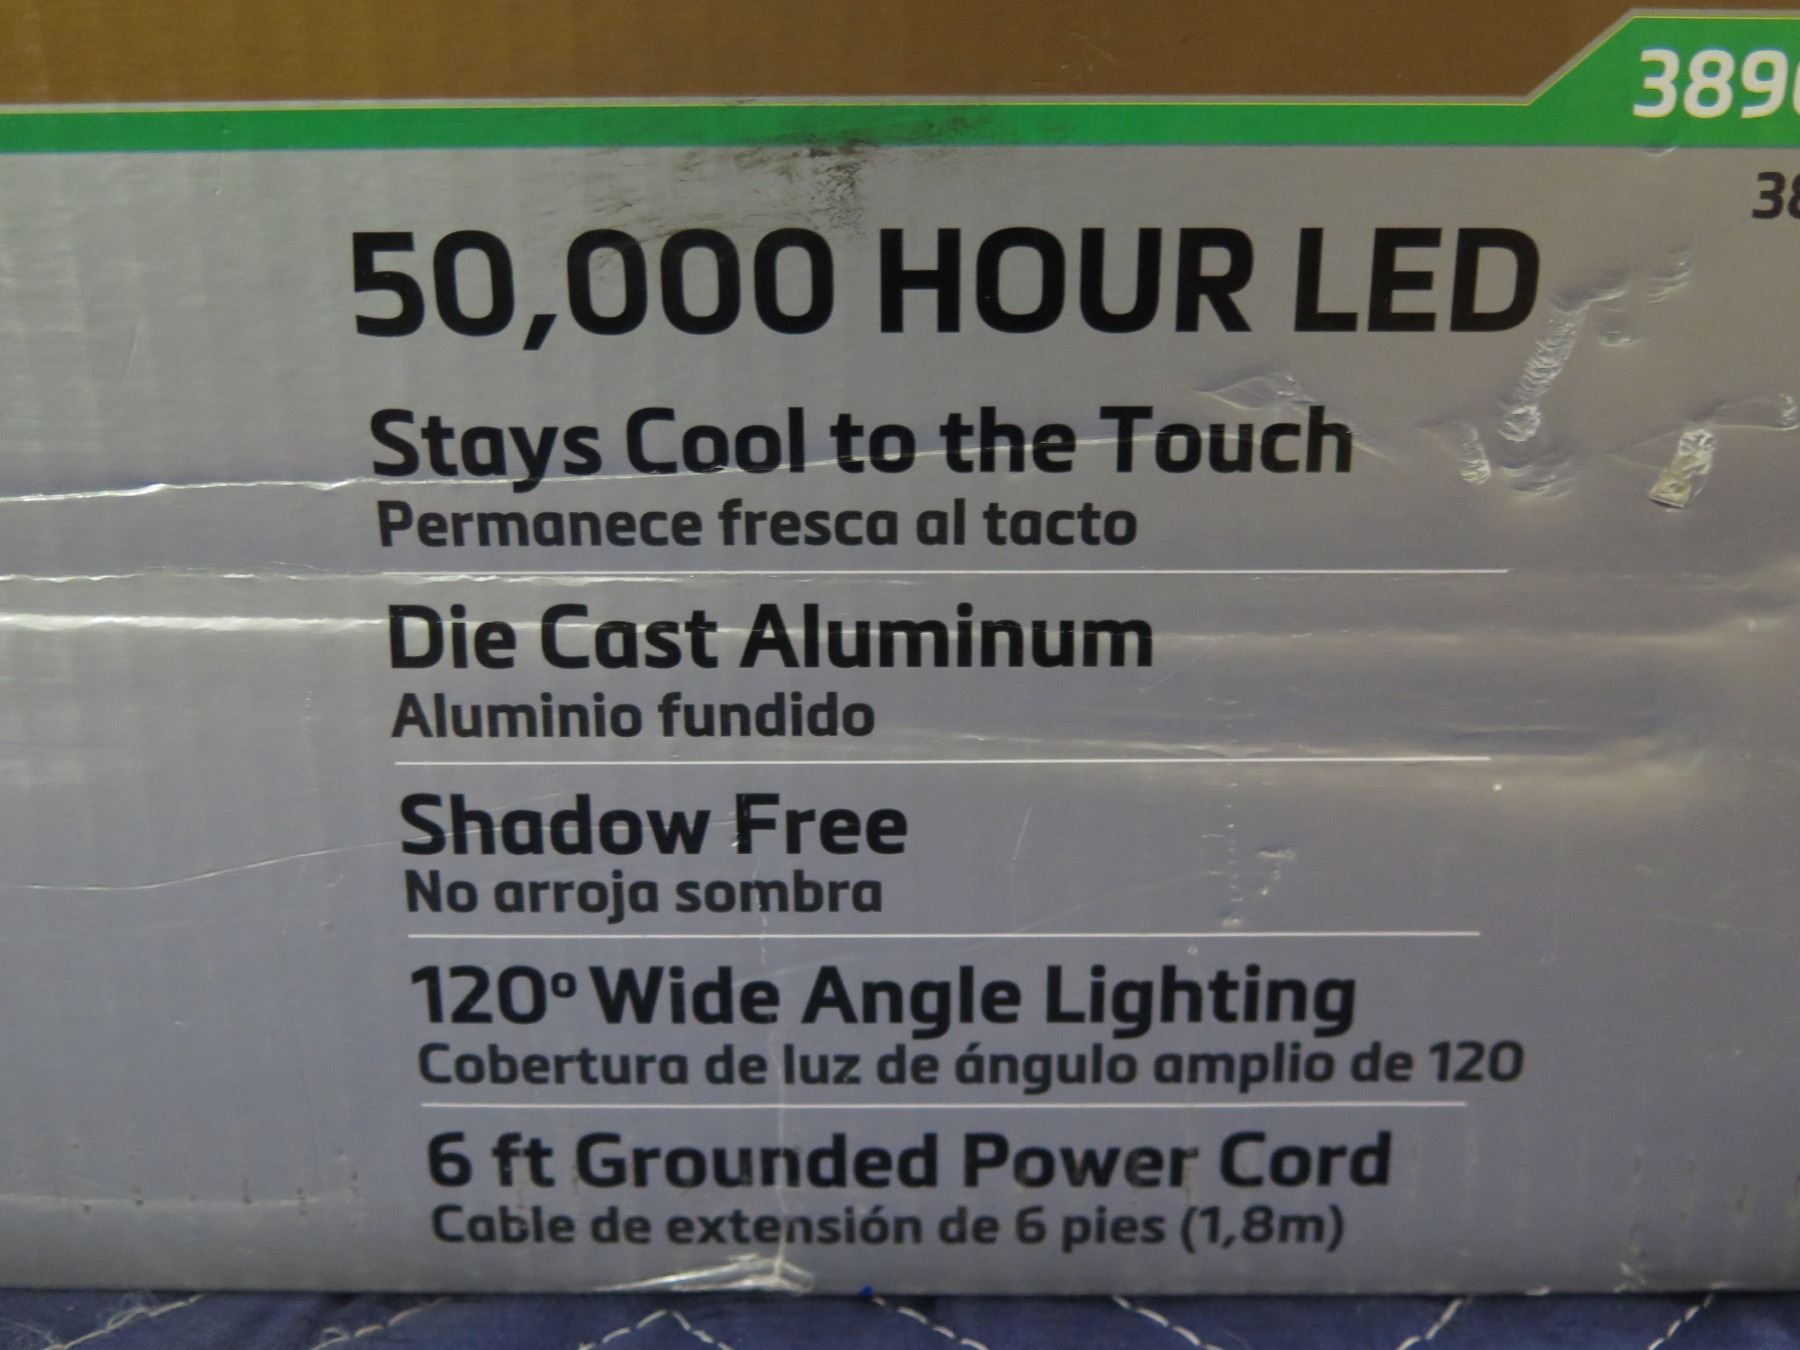 389
38
50,000 HOUR LED
Stays Cool to the Touch
Permanece fresca al tacto
Die Cast Aluminum
Aluminio fundido
Shadow Free
No arroja sombra
120º Wide Angle Lighting
Cobertura de luz de ángulo amplio de 120
6 ft Grounded Power Cord
Cable de extensión de 6 pies (1,8m)